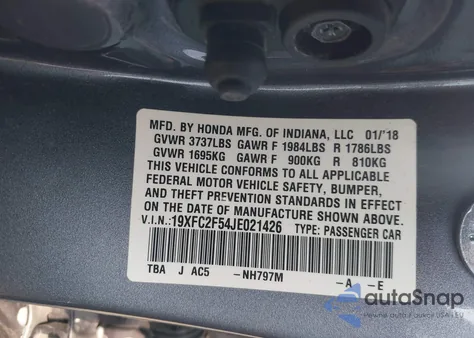 MFD. BY HONDA MFG. OF INDIANA, LLC 01/'18
GVWR 3737LBS GAWR F 1984LBS R 1786LBS
GVWR 1695KG GAWR F 900KG R 810KG
THIS VEHICLE CONFORMS TO ALL APPLICABLE
FEDERAL MOTOR VEHICLE SAFETY, BUMPER,
AND THEFT PREVENTION STANDARDS IN EFFECT
ON THE DATE OF MANUFACTURE SHOWN ABOVE.
V.I.N.: 19XFC2F54JE021426 TYPE: PASSENGER CAR
TBA J AC5 -NH797M -A -E
autoSnap